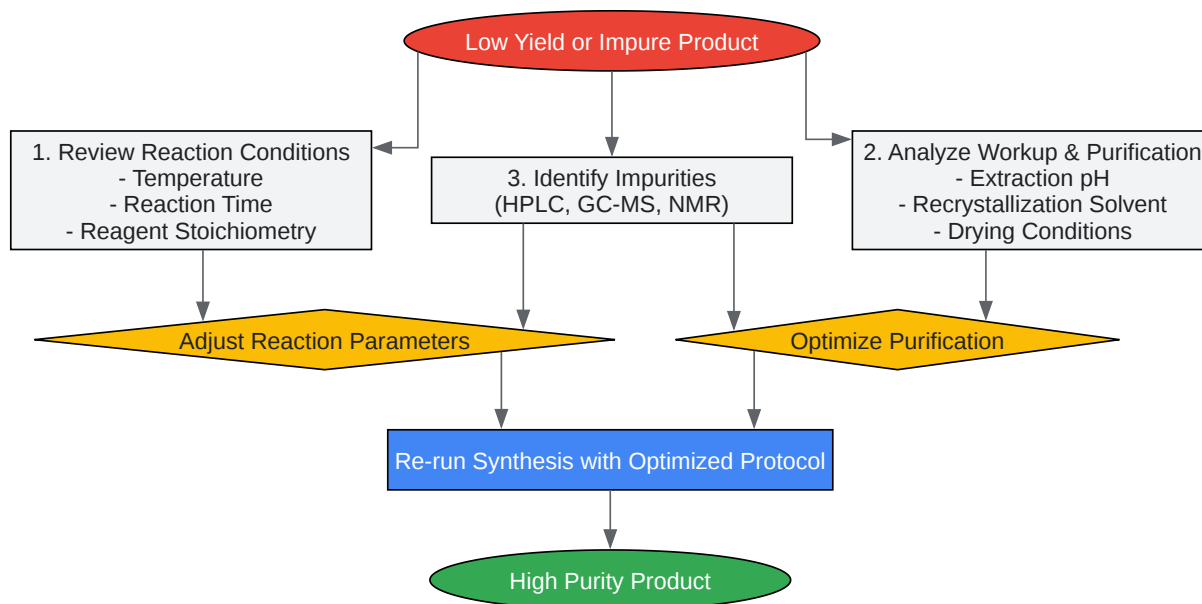 Low Yield or Impure Product
1. Review Reaction Conditions
- Temperature
- Reaction Time
- Reagent Stoichiometry
3. Identify Impurities
(HPLC, GC-MS, NMR)
2. Analyze Workup & Purification
- Extraction pH
- Recrystallization Solvent
- Drying Conditions
Adjust Reaction Parameters
Optimize Purification
Re-run Synthesis with Optimized Protocol
High Purity Product